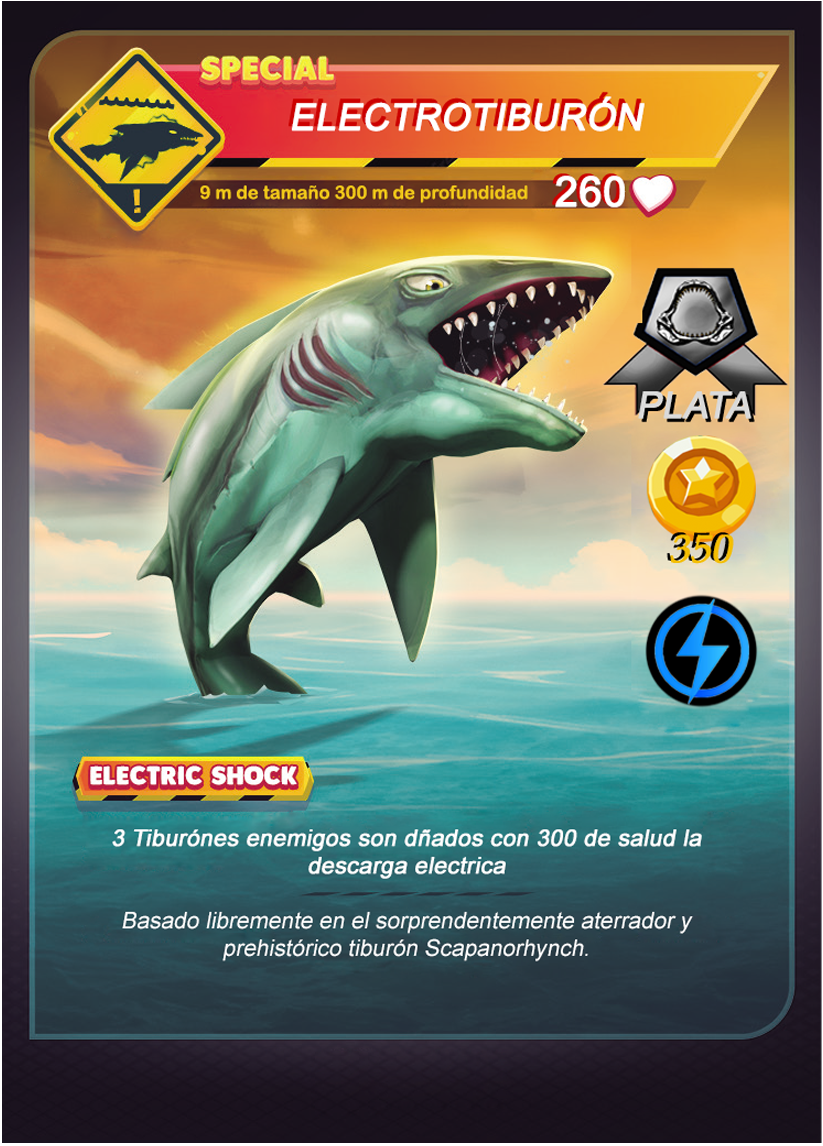 SPECIAL
ELECTROTIBURÓN
!
9 m de tamaño 300 m de profundidad 260
PLATA
350
ELECTRIC SHOCK
3 Tiburónes enemigos son dñados con 300 de salud la
descarga electrica
Basado libremente en el sorprendentemente aterrador y
prehistórico tiburón Scapanorhynch.